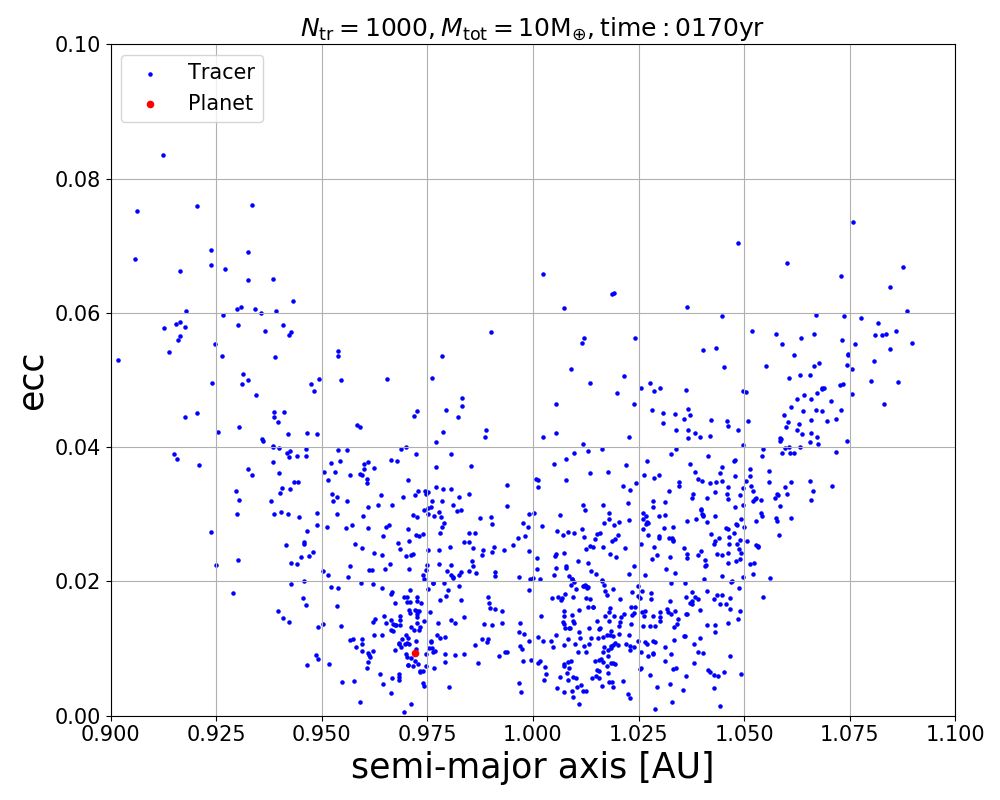 N_tr = 1000, M_tot = 10M_⊕, time : 0170yr
Tracer
Planet
0.10
0.08
0.06
0.04
0.02
0.00
ecc
0.900 0.925 0.950 0.975 1.000 1.025 1.050 1.075 1.100
semi-major axis [AU]